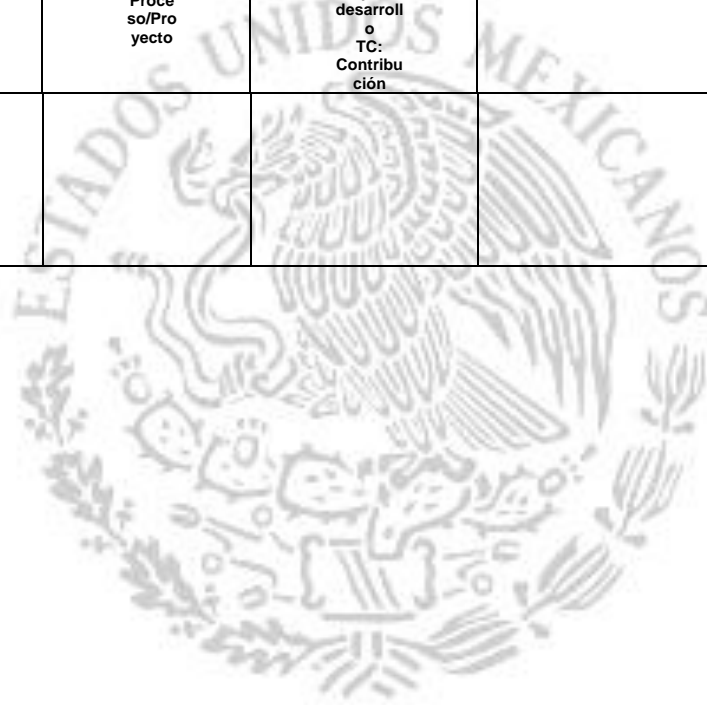 Proce
so/Pro
yecto
desarroll
o
TC:
Contribu
ción
ESTADOS UNIDOS MEXICANOS